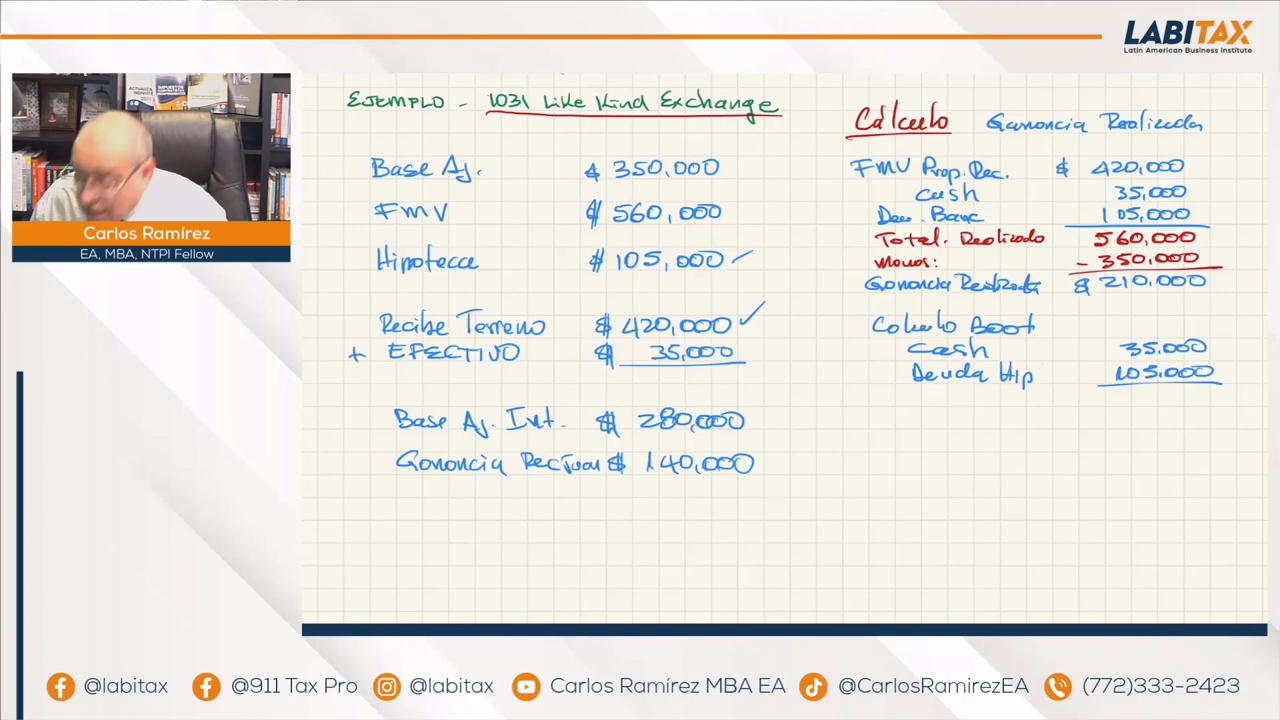 LABITAX
Latin American Business Institute
Carlos Ramírez
EA, MBA, NTPI Fellow
EJEMPLO - 1031 Like Kind Exchange
Base Aj. $ 350,000
FMV $ 560,000
Hipoteca $ 105,000 ✓
Recibe Terreno $ 420,000 ✓
+ EFECTIVO $ 35,000
Base Aj. Int. $ 280,000
Ganancia $ 140,000
Cálculo Ganancia Realizada
FMV Prop. Rec. $ 420,000
Cash 35,000
105,000
Total. Realizado 560,000
Menos: - 350,000
Ganancia Realizada $ 210,000
Calculo Boot
Cash 35,000
Deuda Hip 105.000
@labitax
@911 Tax Pro
@labitax
Carlos Ramírez MBA EA
@CarlosRamirezEA
(772)333-2423